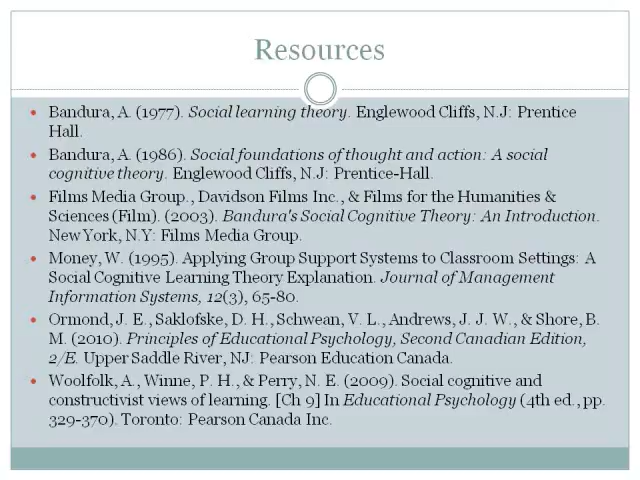 Resources
• Bandura, A. (1977). Social learning theory. Englewood Cliffs, N.J: Prentice
Hall.
• Bandura, A. (1986). Social foundations of thought and action: A social
cognitive theory. Englewood Cliffs, N.J: Prentice-Hall.
• Films Media Group., Davidson Films Inc., & Films for the Humanities &
Sciences (Film). (2003). Bandura's Social Cognitive Theory: An Introduction.
New York, N.Y: Films Media Group.
• Money, W. (1995). Applying Group Support Systems to Classroom Settings: A
Social Cognitive Learning Theory Explanation. Journal of Management
Information Systems, 12(3), 65-80.
• Ormond, J. E., Saklofske, D. H., Schwean, V. L., Andrews, J. J. W., & Shore, B.
M. (2010). Principles of Educational Psychology, Second Canadian Edition,
2/E. Upper Saddle River, NJ: Pearson Education Canada.
• Woolfolk, A., Winne, P. H., & Perry, N. E. (2009). Social cognitive and
constructivist views of learning. [Ch 9] In Educational Psychology (4th ed., pp.
329-370). Toronto: Pearson Canada Inc.